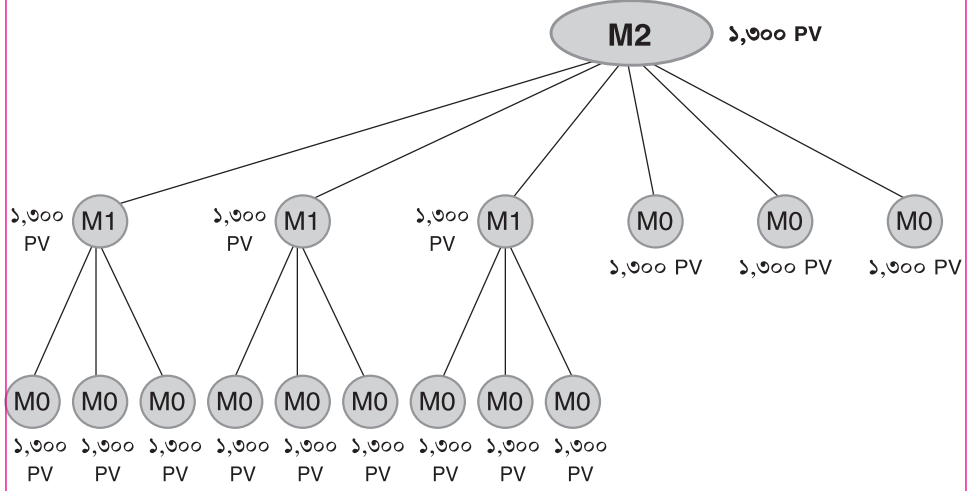 M2 ১,৩০০ PV
১,৩০০ PV M1 ১,৩০০ PV M1 ১,৩০০ PV M1 M0 M0 M0
১,৩০০ PV ১,৩০০ PV ১,৩০০ PV
M0 M0 M0 M0 M0 M0 M0 M0 M0
১,৩০০ ১,৩০০ ১,৩০০ ১,৩০০ ১,৩০০ ১,৩০০ ১,৩০০ ১,৩০০ ১,৩০০
PV PV PV PV PV PV PV PV PV